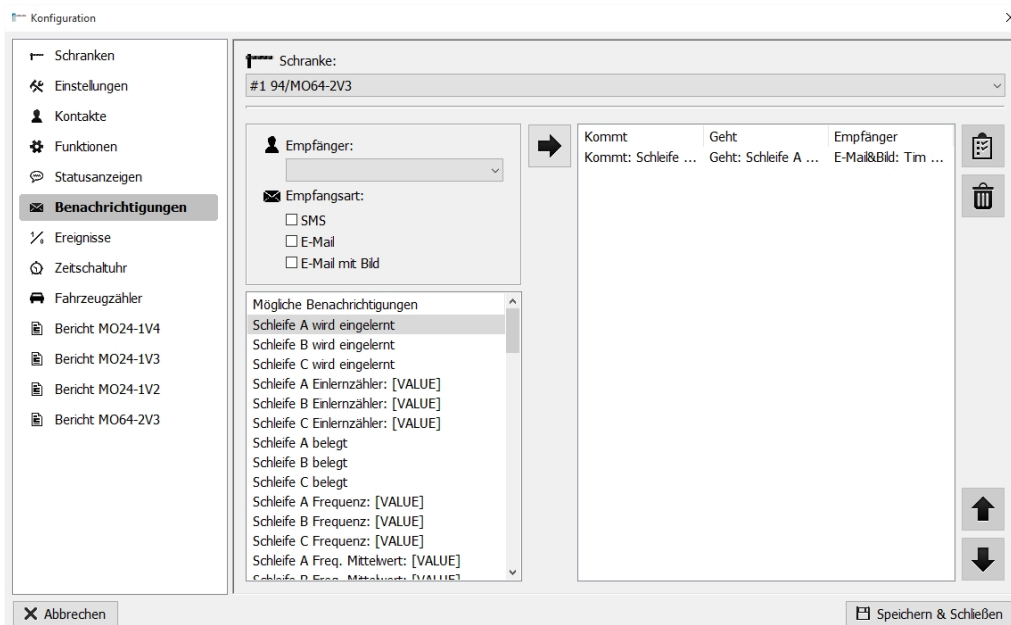 Konfiguration
Schranken
Einstellungen
Kontakte
Funktionen
Statusanzeigen
Benachrichtigungen
Ereignisse
Zeitschaltuhr
Fahrzeugzähler
Bericht MO24-1V4
Bericht MO24-1V3
Bericht MO24-1V2
Bericht MO64-2V3
Schranke:
#1 94/MO64-2V3
Empfänger:
Empfangsart:
SMS
E-Mail
E-Mail mit Bild
Mögliche Benachrichtigungen
Schleife A wird eingelernt
Schleife B wird eingelernt
Schleife C wird eingelernt
Schleife A Einlernzähler: [VALUE]
Schleife B Einlernzähler: [VALUE]
Schleife C Einlernzähler: [VALUE]
Schleife A belegt
Schleife B belegt
Schleife C belegt
Schleife A Frequenz: [VALUE]
Schleife B Frequenz: [VALUE]
Schleife C Frequenz: [VALUE]
Schleife A Freq. Mittelwert: [VALUE]
Schleife B Freq. Mittelwert: [VALUE]
Kommt Geht Empfänger
Kommt: Schleife ... Geht: Schleife A ... E-Mail&Bild: Tim ...
Abbrechen
Speichern & Schließen